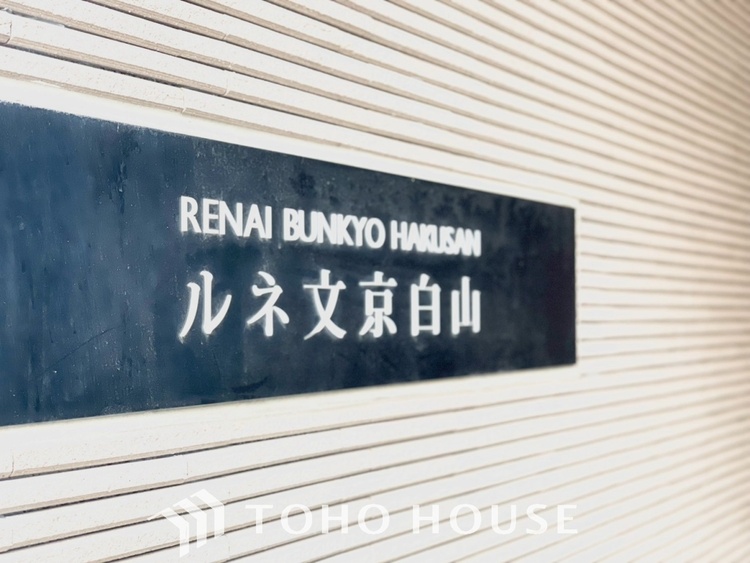 RENAI BUNKYO HAKUSAN
ルネ文京白山
TOHO HOUSE